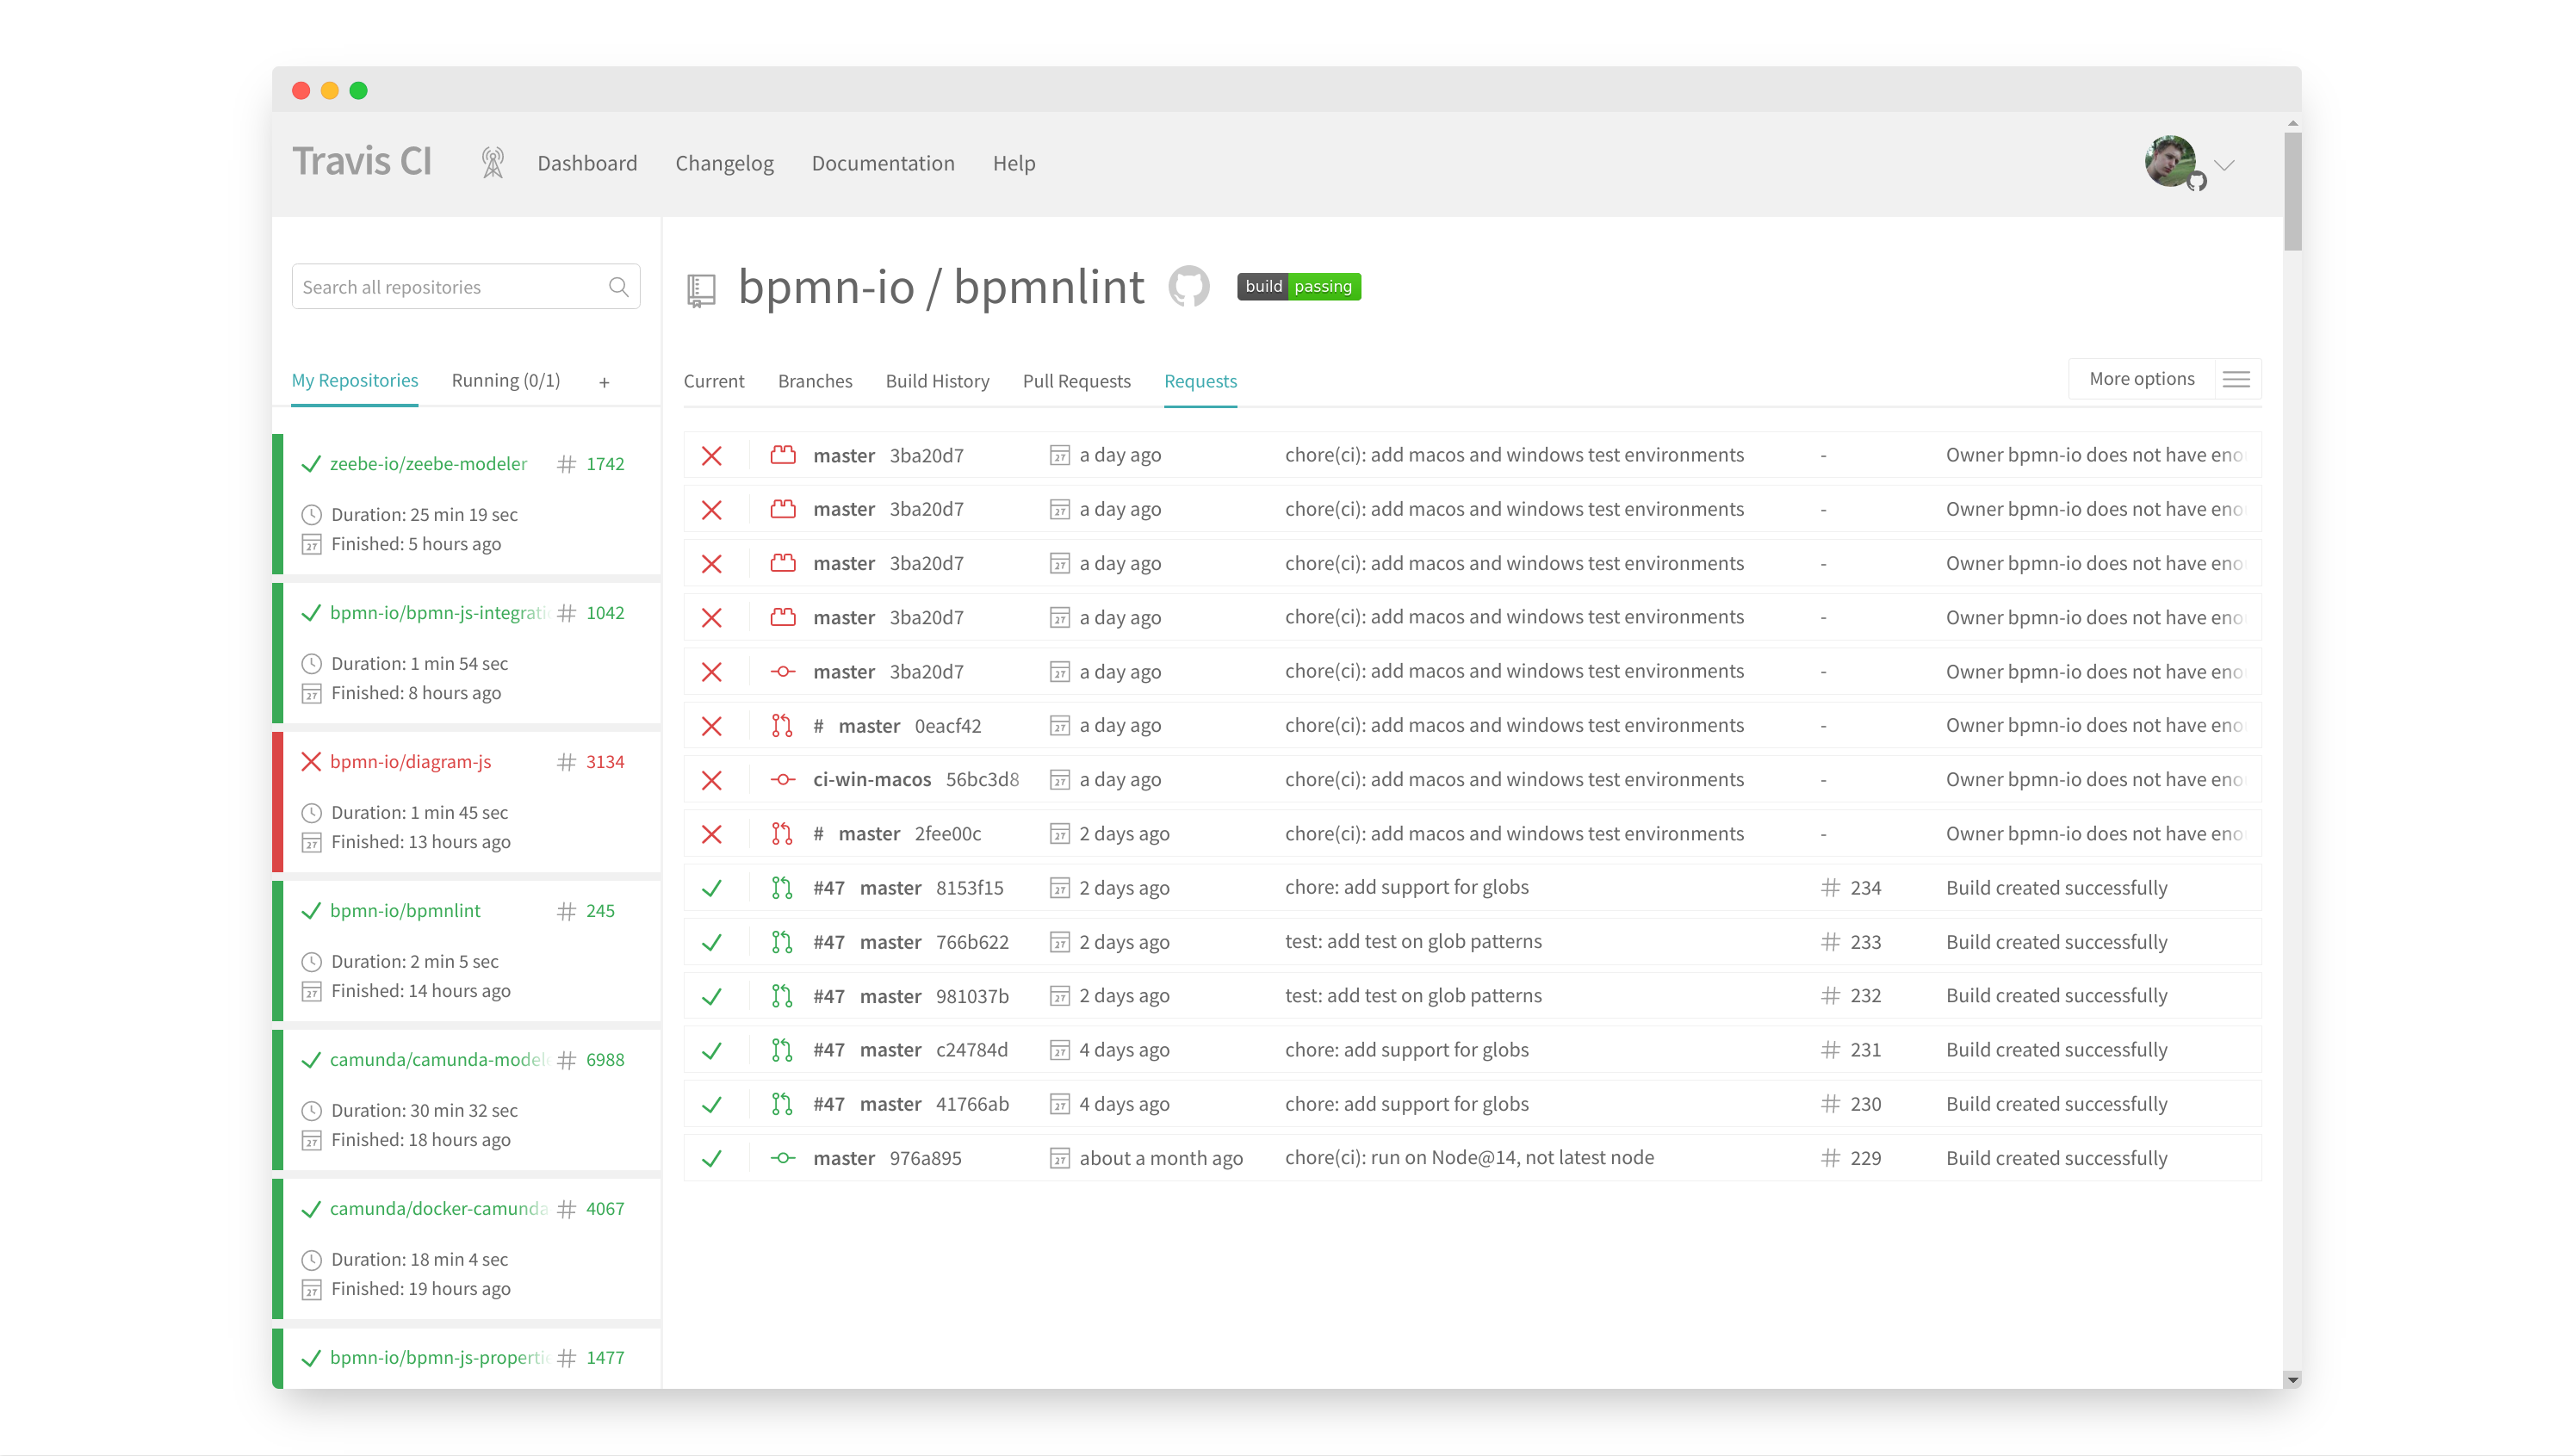 Travis CI Dashboard Changelog Documentation Help
Search all repositories
My Repositories Running (0/1) +
zeebe-io/zeebe-modeler # 1742
Duration: 25 min 19 sec
Finished: 5 hours ago
bpmn-io/bpmn-js-integrati # 1042
Duration: 1 min 54 sec
Finished: 8 hours ago
bpmn-io/diagram-js # 3134
Duration: 1 min 45 sec
Finished: 13 hours ago
bpmn-io/bpmnlint # 245
Duration: 2 min 5 sec
Finished: 14 hours ago
camunda/camunda-model # 6988
Duration: 30 min 32 sec
Finished: 18 hours ago
camunda/docker-camunda # 4067
Duration: 18 min 4 sec
Finished: 19 hours ago
bpmn-io/bpmn-js-properti # 1477
bpmn-io / bpmnlint build passing
Current Branches Build History Pull Requests Requests More options
master 3ba20d7 a day ago chore(ci): add macos and windows test environments - Owner bpmn-io does not have eno
master 3ba20d7 a day ago chore(ci): add macos and windows test environments - Owner bpmn-io does not have eno
master 3ba20d7 a day ago chore(ci): add macos and windows test environments - Owner bpmn-io does not have eno
master 3ba20d7 a day ago chore(ci): add macos and windows test environments - Owner bpmn-io does not have eno
master 3ba20d7 a day ago chore(ci): add macos and windows test environments - Owner bpmn-io does not have eno
# master 0eacf42 a day ago chore(ci): add macos and windows test environments - Owner bpmn-io does not have eno
ci-win-macos 56bc3d8 a day ago chore(ci): add macos and windows test environments - Owner bpmn-io does not have eno
# master 2fee00c 2 days ago chore(ci): add macos and windows test environments - Owner bpmn-io does not have eno
#47 master 8153f15 2 days ago chore: add support for globs # 234 Build created successfully
#47 master 766b622 2 days ago test: add test on glob patterns # 233 Build created successfully
#47 master 981037b 2 days ago test: add test on glob patterns # 232 Build created successfully
#47 master c24784d 4 days ago chore: add support for globs # 231 Build created successfully
#47 master 41766ab 4 days ago chore: add support for globs # 230 Build created successfully
master 976a895 about a month ago chore(ci): run on Node@14, not latest node # 229 Build created successfully